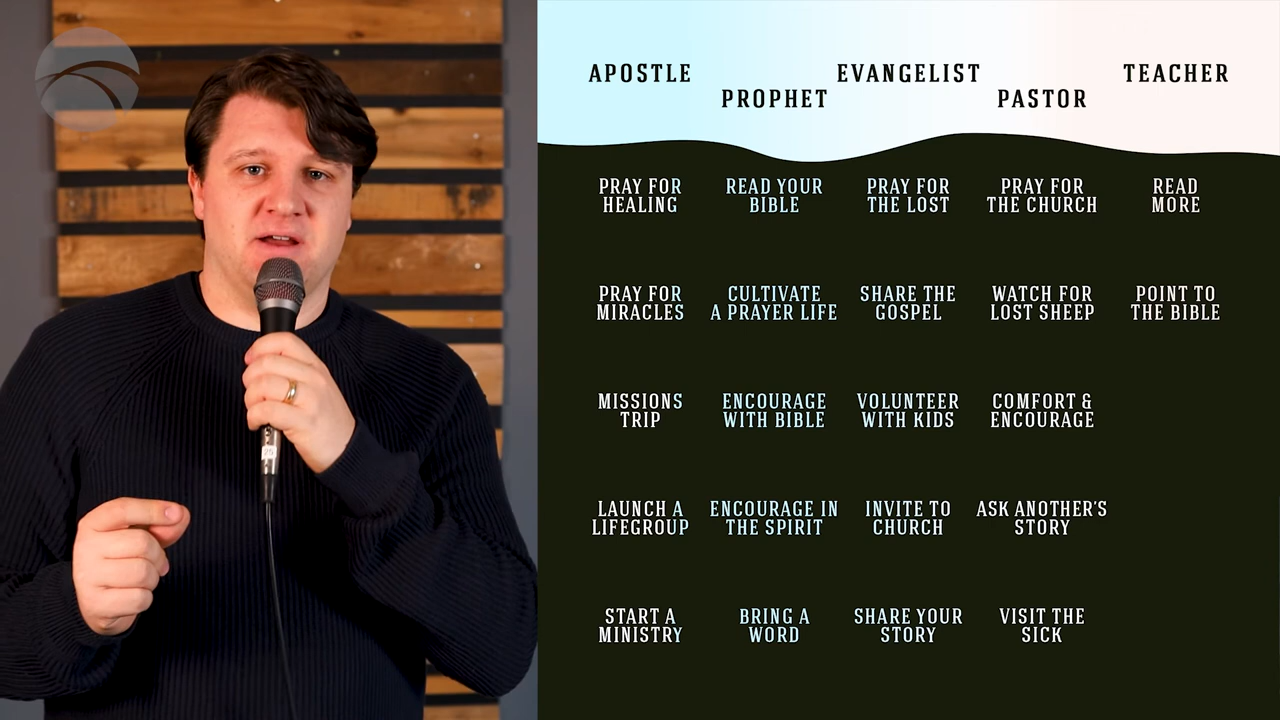 APOSTLE
PROPHET
EVANGELIST
PASTOR
TEACHER
PRAY FOR
HEALING
READ YOUR
BIBLE
PRAY FOR
THE LOST
PRAY FOR
THE CHURCH
READ
MORE
PRAY FOR
MIRACLES
CULTIVATE
A PRAYER LIFE
SHARE THE
GOSPEL
WATCH FOR
LOST SHEEP
POINT TO
THE BIBLE
MISSIONS
TRIP
ENCOURAGE
WITH BIBLE
VOLUNTEER
WITH KIDS
COMFORT &
ENCOURAGE
LAUNCH A
LIFEGROUP
ENCOURAGE IN
THE SPIRIT
INVITE TO
CHURCH
ASK ANOTHER'S
STORY
START A
MINISTRY
BRING A
WORD
SHARE YOUR
STORY
VISIT THE
SICK